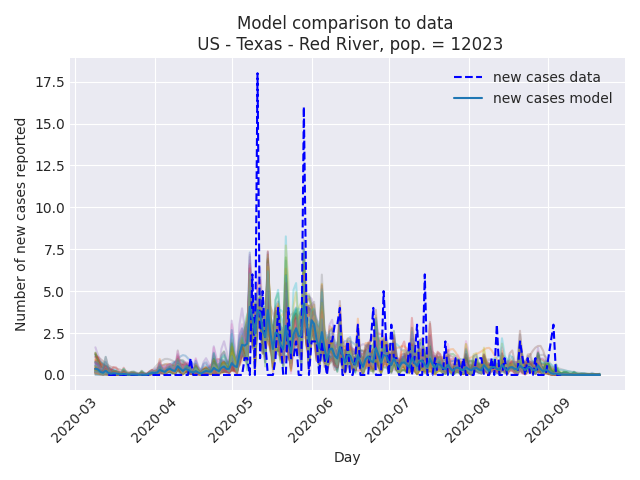 Model comparison to data
US - Texas - Red River, pop. = 12023
new cases data
new cases model
Number of new cases reported
17.5
15.0
12.5
10.0
7.5
5.0
2.5
0.0
2020-03
2020-04
2020-05
2020-06
2020-07
2020-08
2020-09
Day